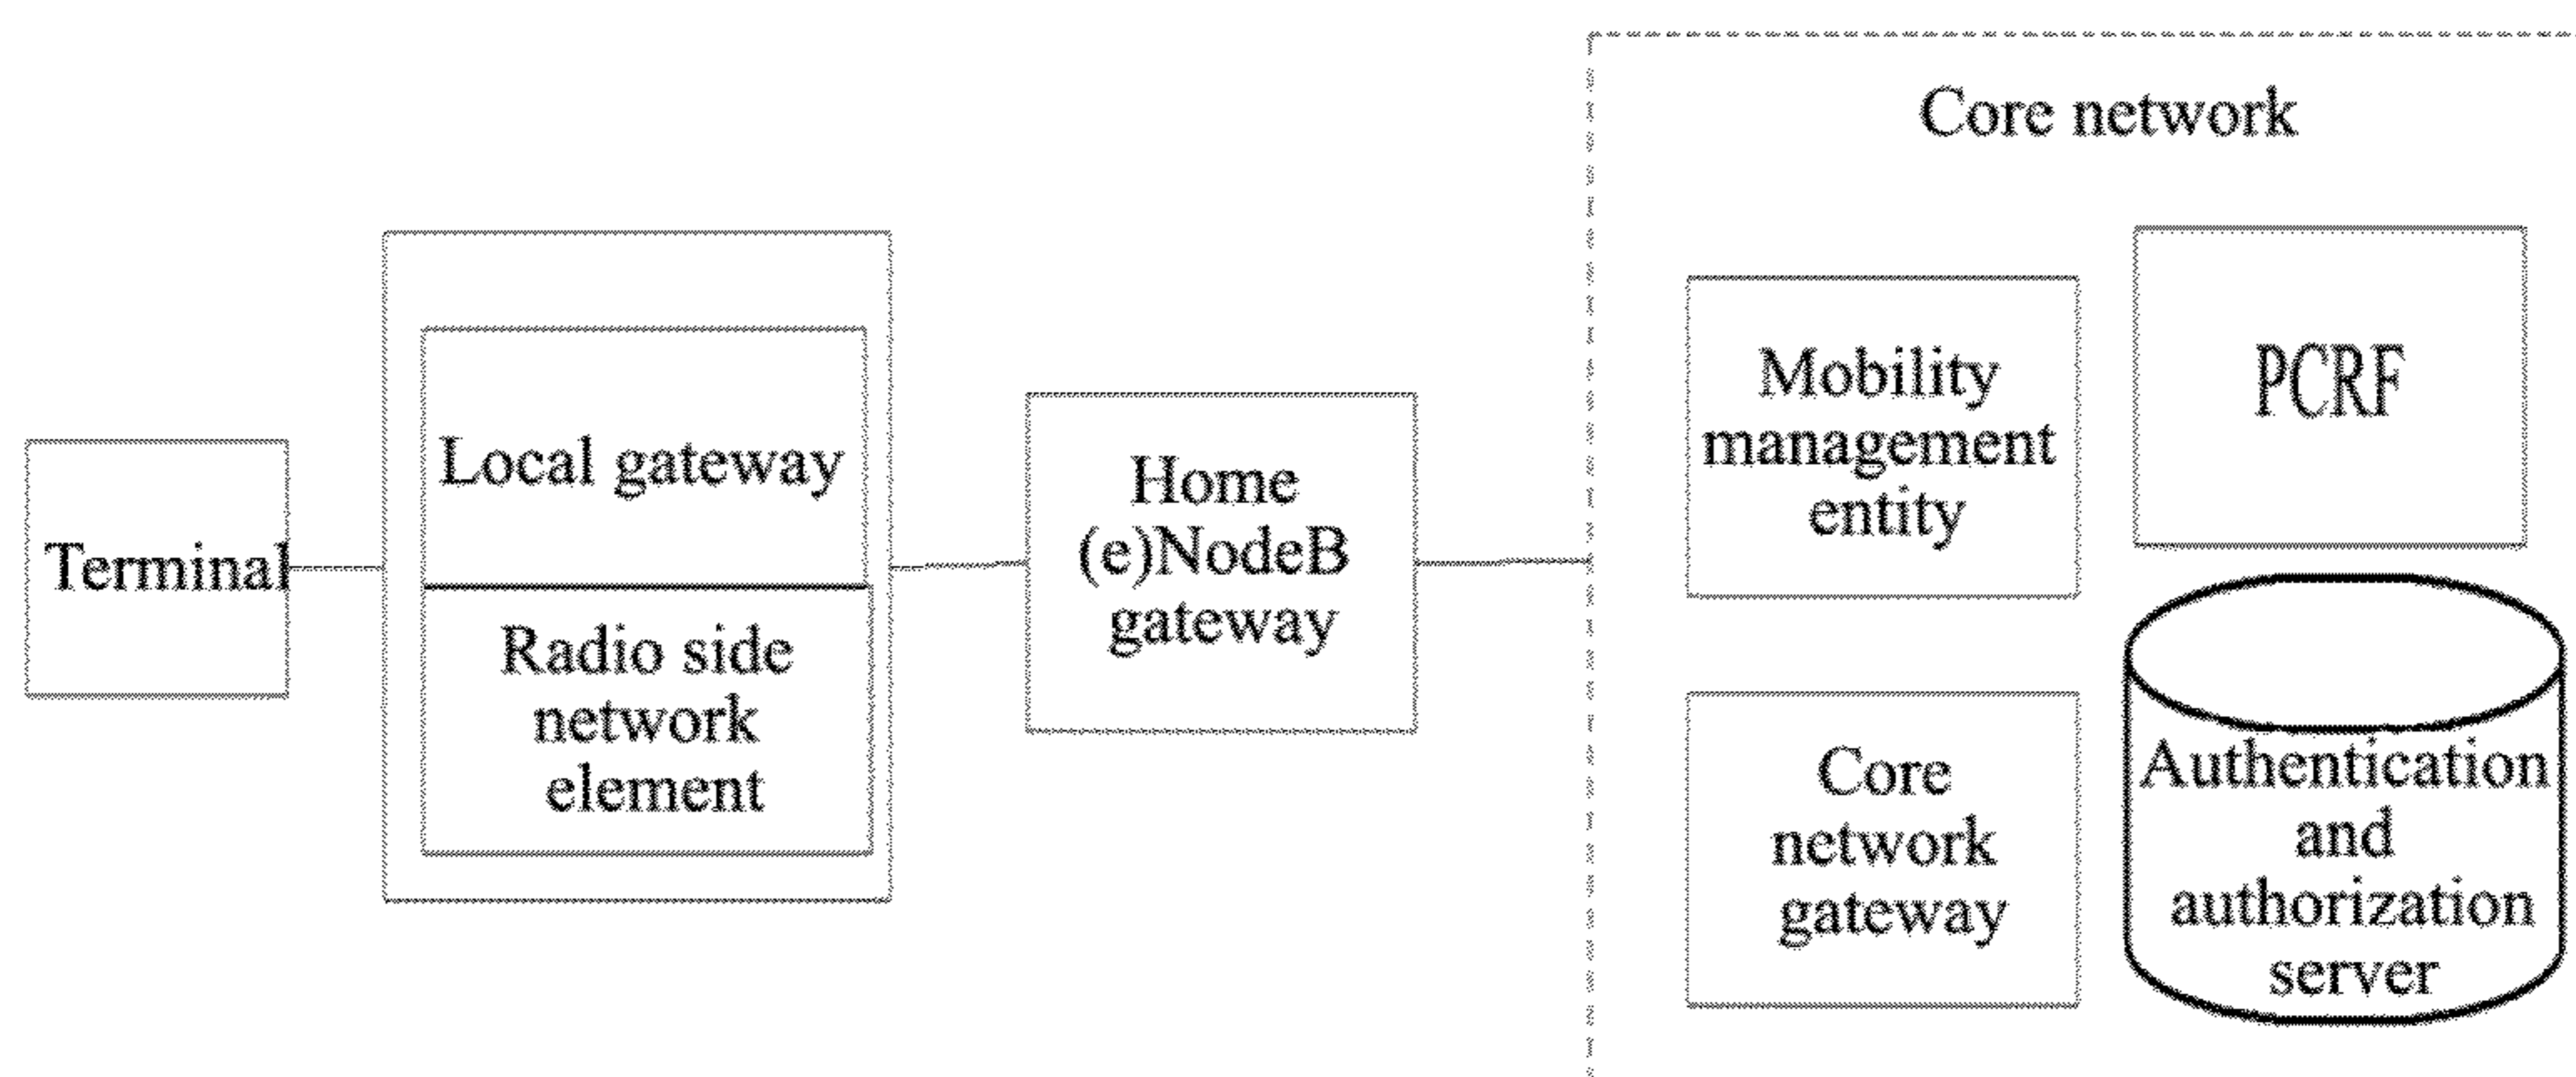 Terminal
Local gateway
Radio side
network
element
Home
(e)NodeB
gateway
Core network
Mobility
management
entity
PCRF
Core
network
gateway
Authentication
and
authorization
server